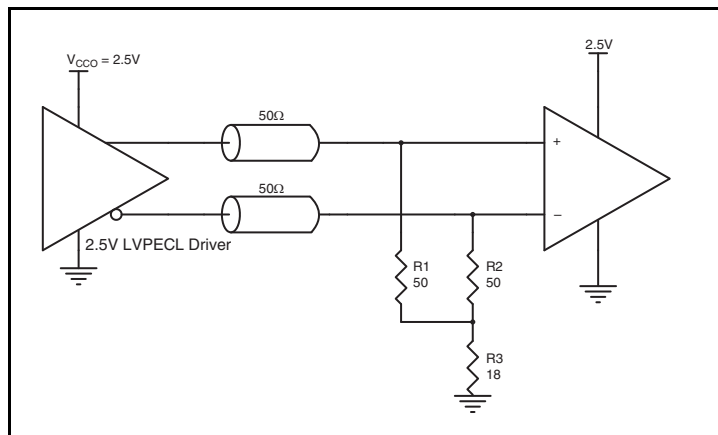 V_CCO = 2.5V
2.5V
50Ω
+
50Ω
−
2.5V LVPECL Driver
R1
50
R2
50
R3
18